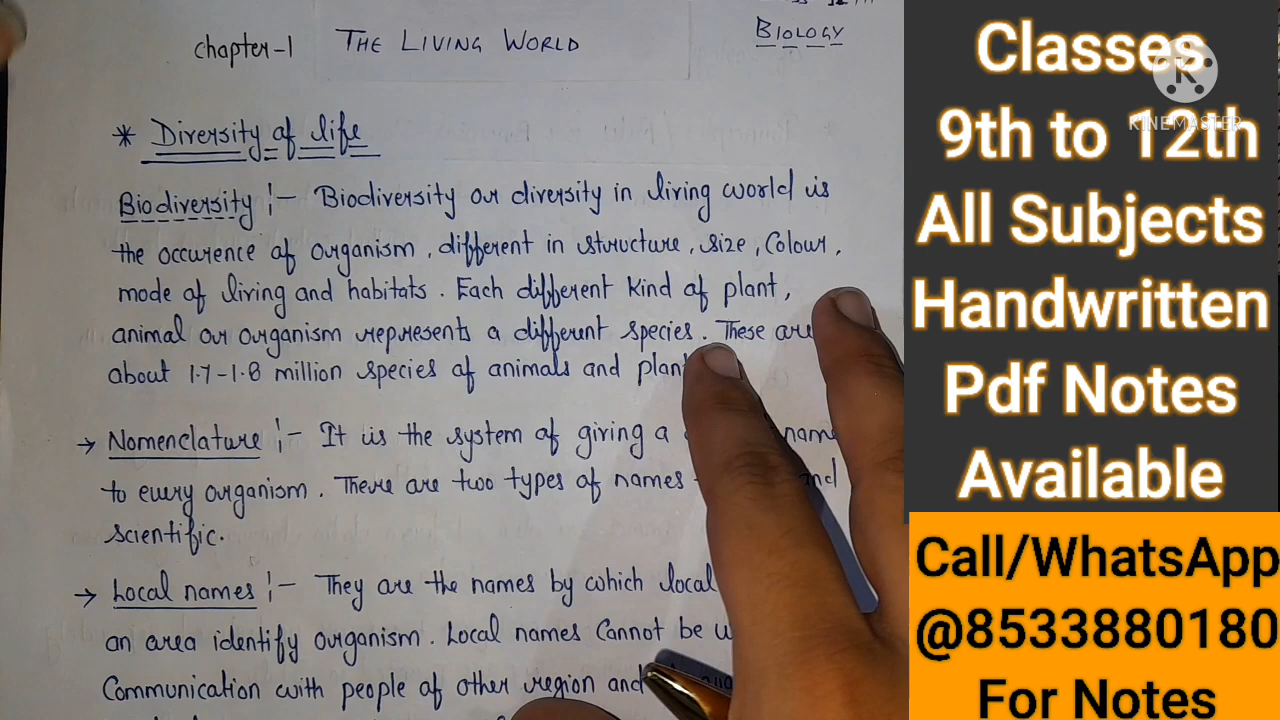 chapter-1 THE LIVING WORLD
BIOLOGY
* Diversity of life
Biodiversity :- Biodiversity or diversity in living world is
the occurence of organism, different in structure, size, Colour,
mode of living and habitats. Each different kind of plant,
animal or organism represents a different species. These are
about 1.7-1.8 million species of animals and plant
→ Nomenclature :- It is the system of giving a name
to every organism. There are two types of names - and
scientific.
→ Local names :- They are the names by which local
an area identify organism. Local names cannot be
Communication with people of other region and
Classes
9th to 12th
All Subjects
Handwritten
Pdf Notes
Available
KINEMASTER
Call/WhatsApp
@8533880180
For Notes